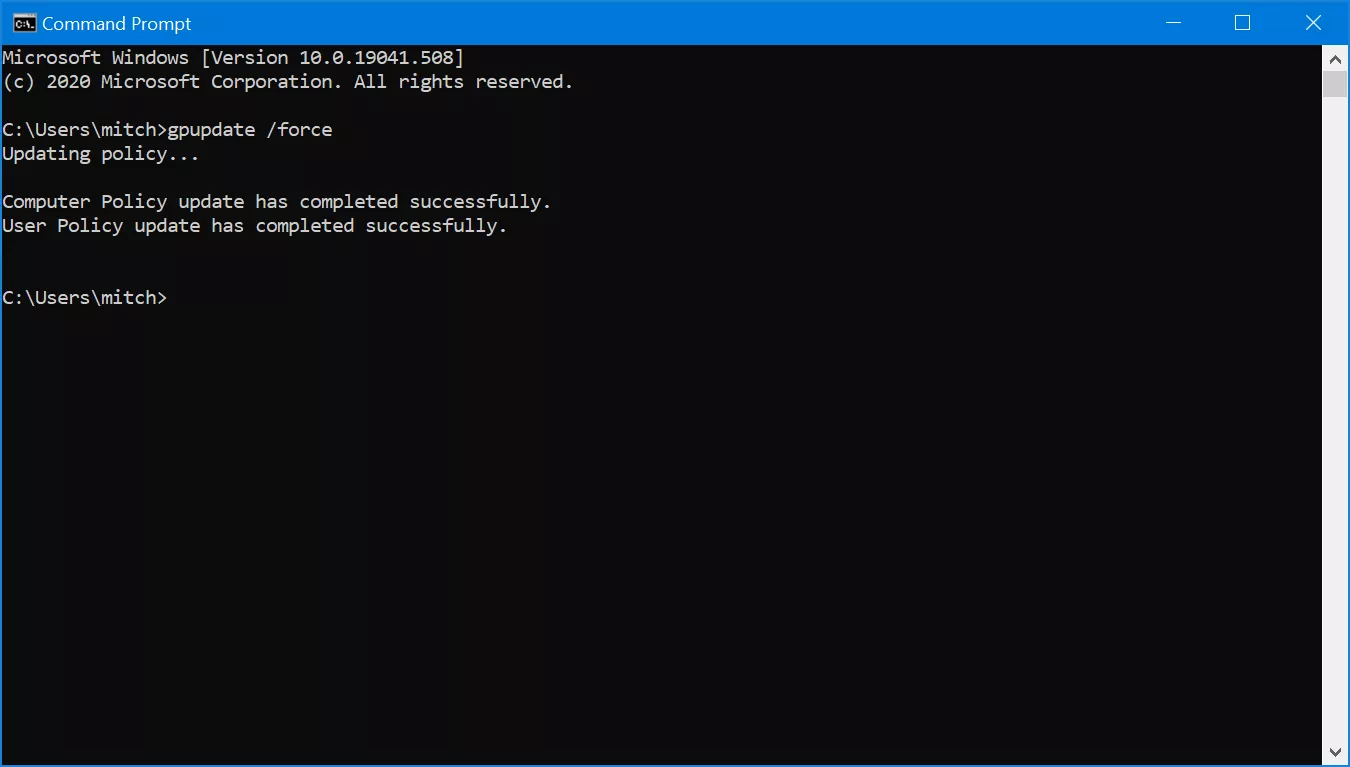 Command Prompt
Microsoft Windows [Version 10.0.19041.508]
(c) 2020 Microsoft Corporation. All rights reserved.
C:\Users\mitch>gpupdate /force
Updating policy...
Computer Policy update has completed successfully.
User Policy update has completed successfully.
C:\Users\mitch>